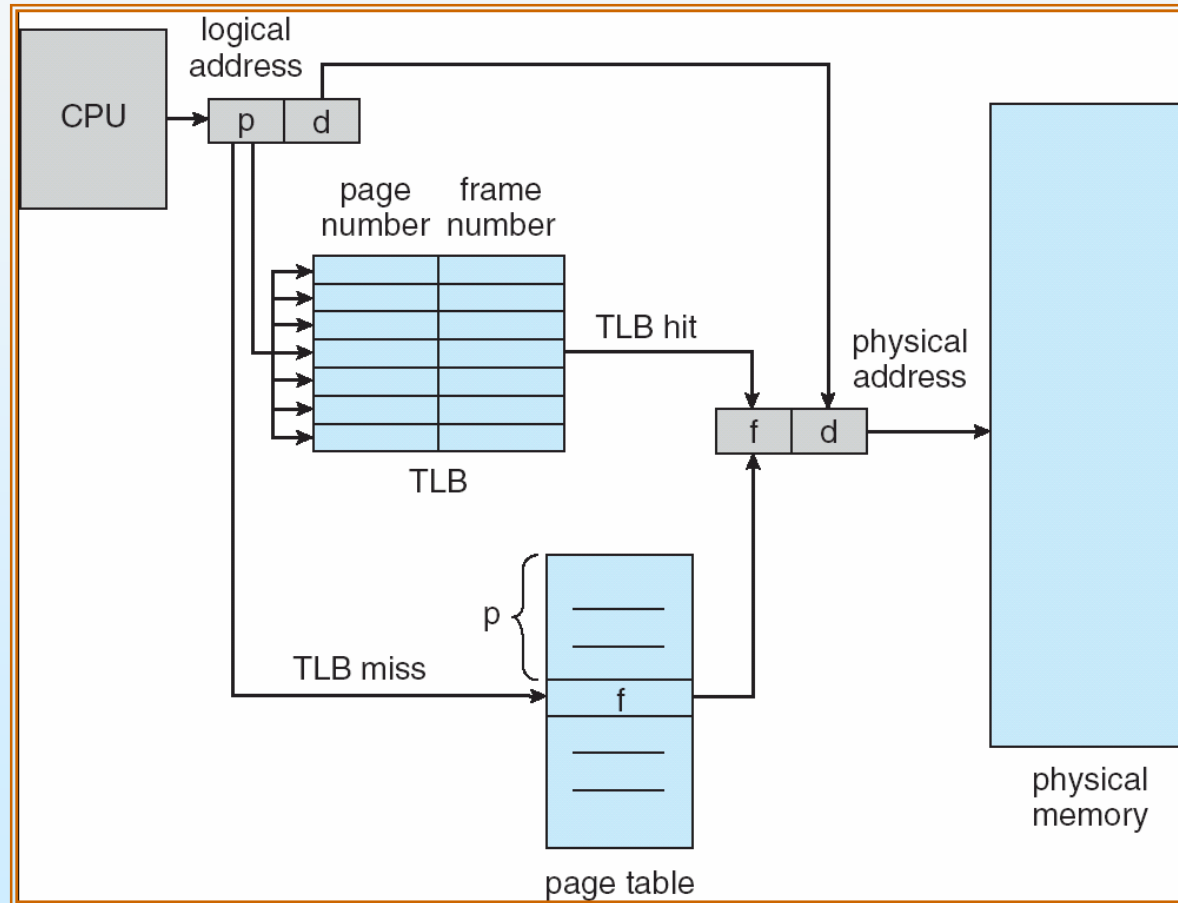 logical
address
CPU
p
d
page
number
frame
number
TLB hit
physical
address
f
d
TLB
p
TLB miss
f
physical
memory
page table